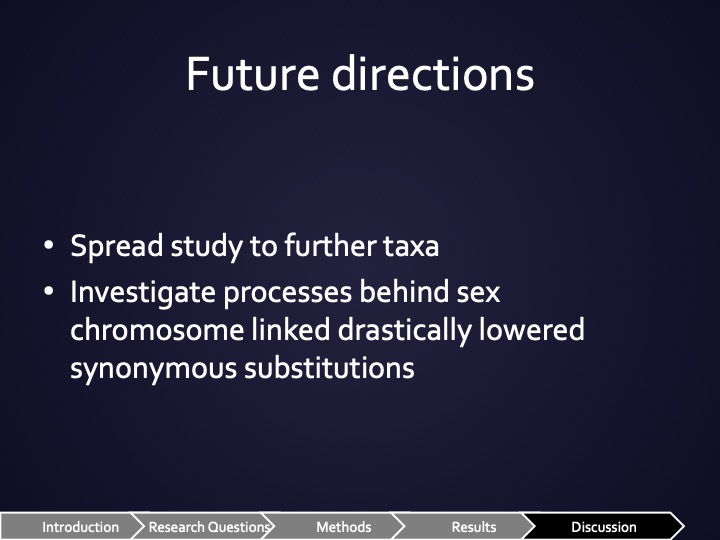 Future directions
• Spread study to further taxa
• Investigate processes behind sex
chromosome linked drastically lowered
synonymous substitutions
Introduction
Research Questions
Methods
Results
Discussion